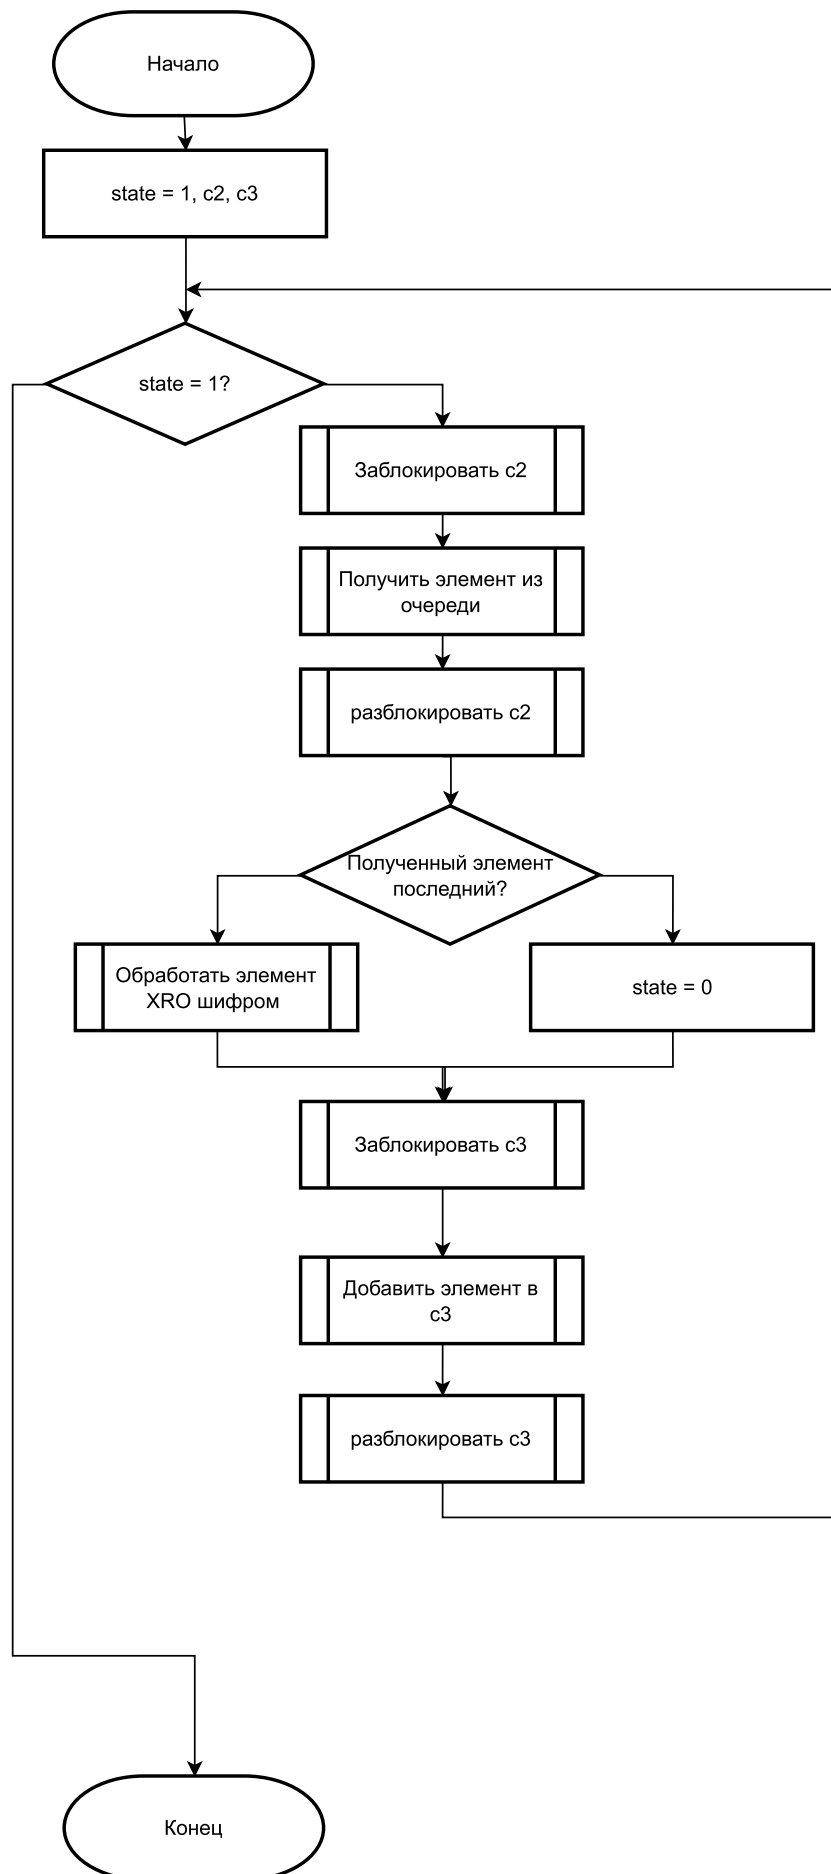 Начало
state = 1, c2, c3
state = 1?
Заблокировать c2
Получить элемент из
очереди
разблокировать c2
Полученный элемент
последний?
Обработать элемент
XRO шифром
state = 0
Заблокировать c3
Добавить элемент в
c3
разблокировать c3
Конец